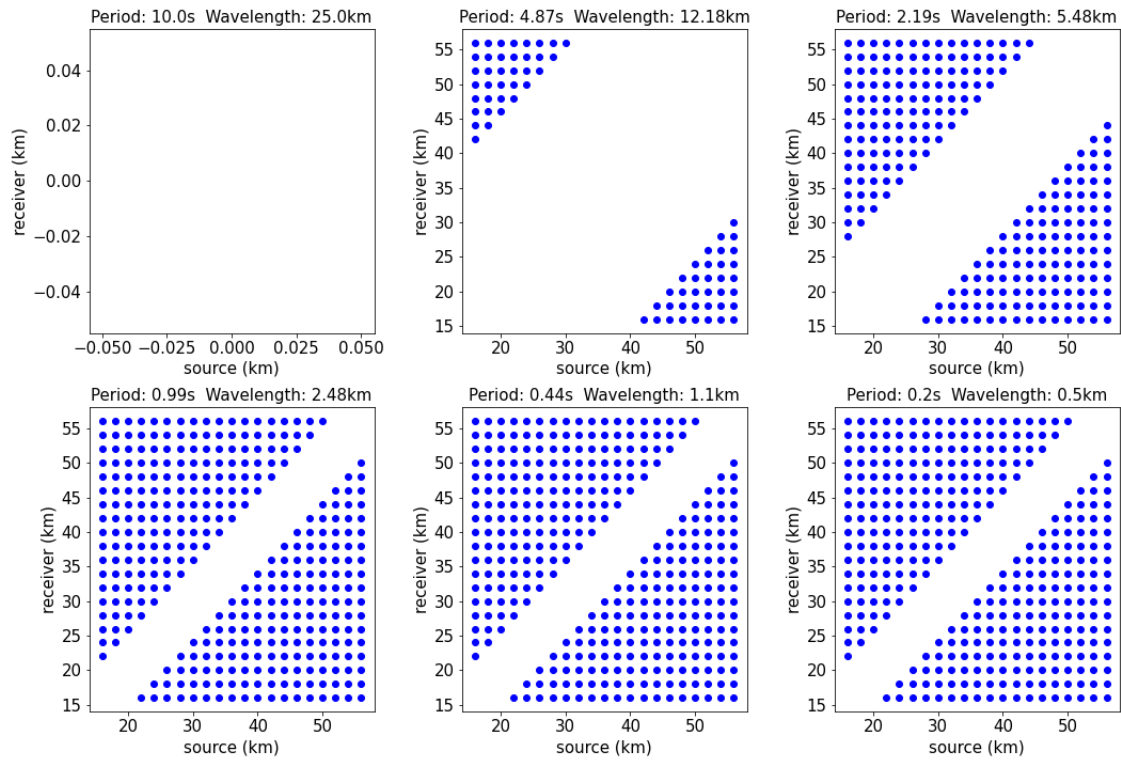 Period: 10.0s  Wavelength: 25.0km
0.04
0.02
0.00
−0.02
−0.04
receiver (km)
−0.050 −0.025 0.000 0.025 0.050
source (km)
Period: 4.87s  Wavelength: 12.18km
55
50
45
40
35
30
25
20
15
receiver (km)
20 30 40 50
source (km)
Period: 2.19s  Wavelength: 5.48km
55
50
45
40
35
30
25
20
15
receiver (km)
20 30 40 50
source (km)
Period: 0.99s  Wavelength: 2.48km
55
50
45
40
35
30
25
20
15
receiver (km)
20 30 40 50
source (km)
Period: 0.44s  Wavelength: 1.1km
55
50
45
40
35
30
25
20
15
receiver (km)
20 30 40 50
source (km)
Period: 0.2s  Wavelength: 0.5km
55
50
45
40
35
30
25
20
15
receiver (km)
20 30 40 50
source (km)